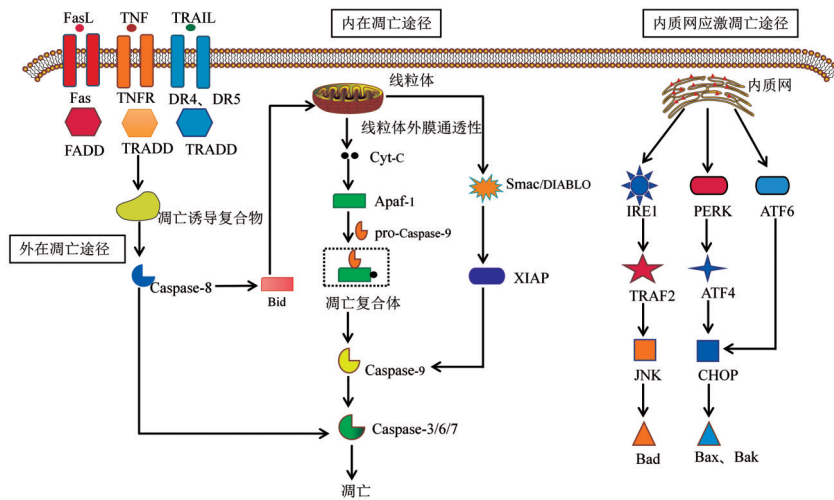 FasL TNF TRAIL
内在凋亡途径
内质网应激凋亡途径
Fas TNFR DR4、DR5
FADD TRADD TRADD
线粒体
内质网
线粒体外膜通透性
Cyt-C
Smac/DIABLO
Apaf-1
IRE1 PERK ATF6
凋亡诱导复合物
pro-Caspase-9
外在凋亡途径
Caspase-8
Bid
XIAP
凋亡复合体
TRAF2 ATF4
Caspase-9
JNK CHOP
Caspase-3/6/7
Bad Bax、Bak
凋亡